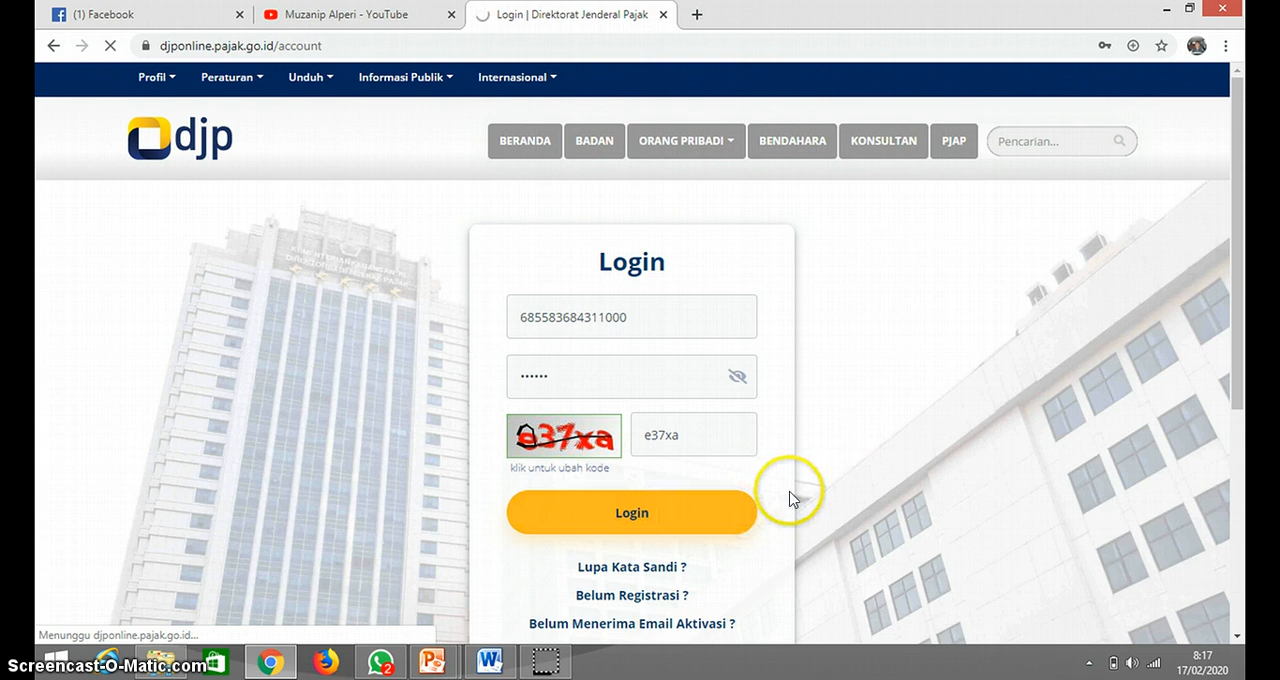 (1) Facebook
Muzanip Alperi - YouTube
Login | Direktorat Jenderal Pajak
djponline.pajak.go.id/account
Profil
Peraturan
Unduh
Informasi Publik
Internasional
djp
BERANDA
BADAN
ORANG PRIBADI
BENDAHARA
KONSULTAN
PJAP
Pencarian...
Login
685583684311000
••••••
e37xa
e37xa
klik untuk ubah kode
Login
Lupa Kata Sandi ?
Belum Registrasi ?
Belum Menerima Email Aktivasi ?
Menunggu djponline.pajak.go.id...
Screencast-O-Matic.com
2
8:17
17/02/2020